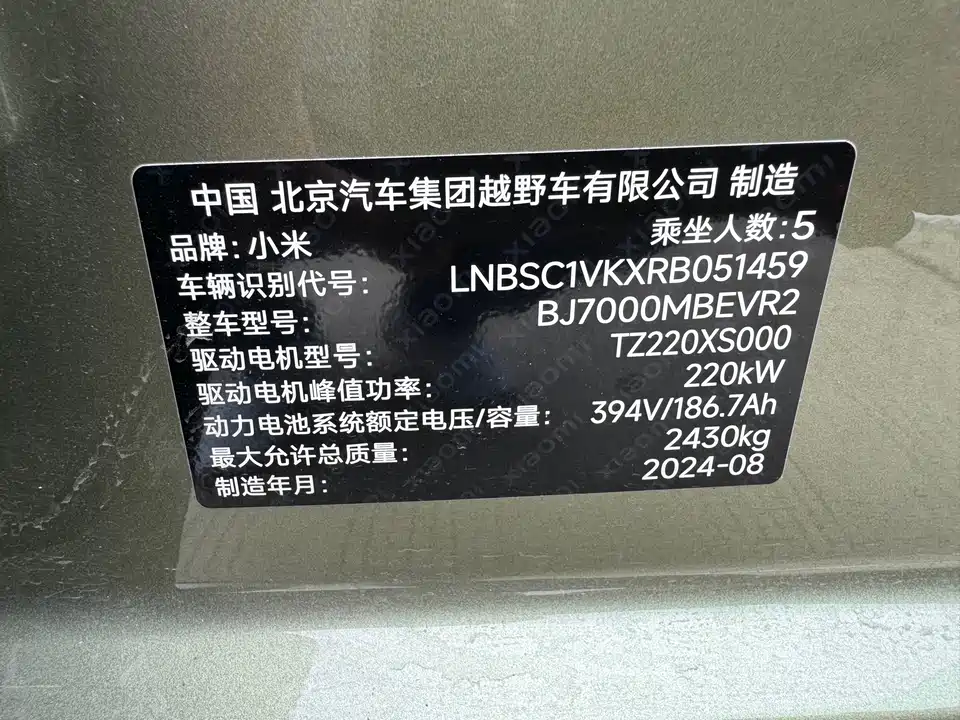 中国 北京汽车集团越野车有限公司 制造
品牌：小米 乘坐人数：5
车辆识别代号： LNBSC1VKXRB051459
整车型号： BJ7000MBEVR2
驱动电机型号： TZ220XS000
驱动电机峰值功率： 220kW
动力电池系统额定电压/容量： 394V/186.7Ah
最大允许总质量： 2430kg
制造年月： 2024-08